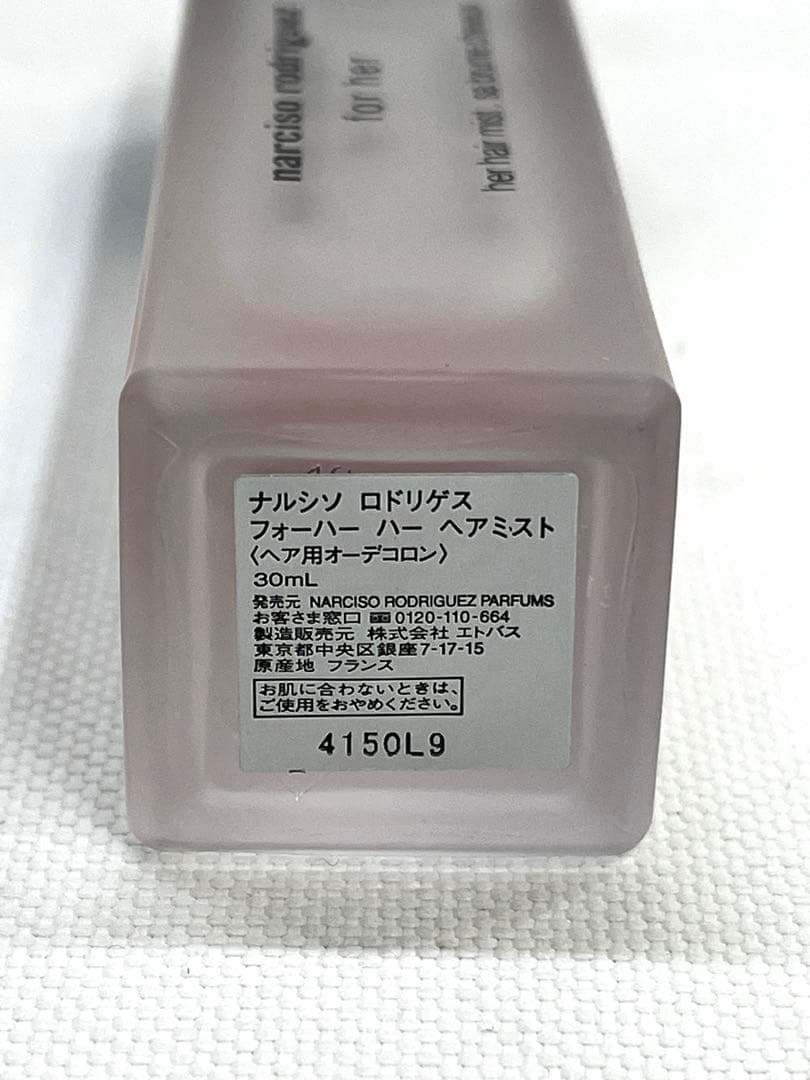 narciso rodriguez
for her
her hair mist
ナルシソ ロドリゲス
フォーハー ハー ヘアミスト
〈ヘア用オーデコロン〉
30mL
発売元 NARCISO RODRIGUEZ PARFUMS
お客さま窓口 0120-110-664
製造販売元 株式会社 エトバス
東京都中央区銀座7-17-15
原産地 フランス
お肌に合わないときは、
ご使用をおやめください。
4150L9